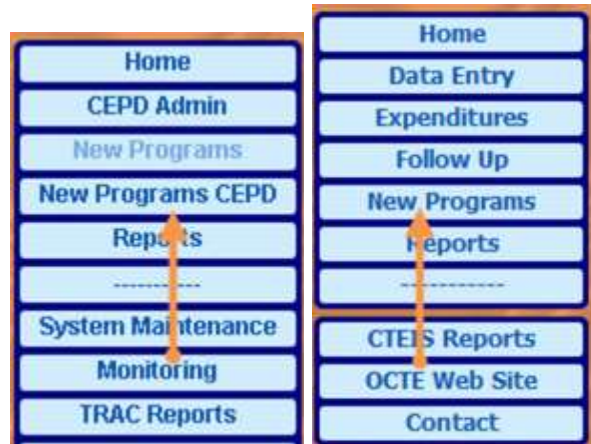 Home
CEPD Admin
New Programs
New Programs CEPD
Reports
-----------
System Maintenance
Monitoring
TRAC Reports
Home
Data Entry
Expenditures
Follow Up
New Programs
Reports
-----------
CTEIS Reports
OCTE Web Site
Contact